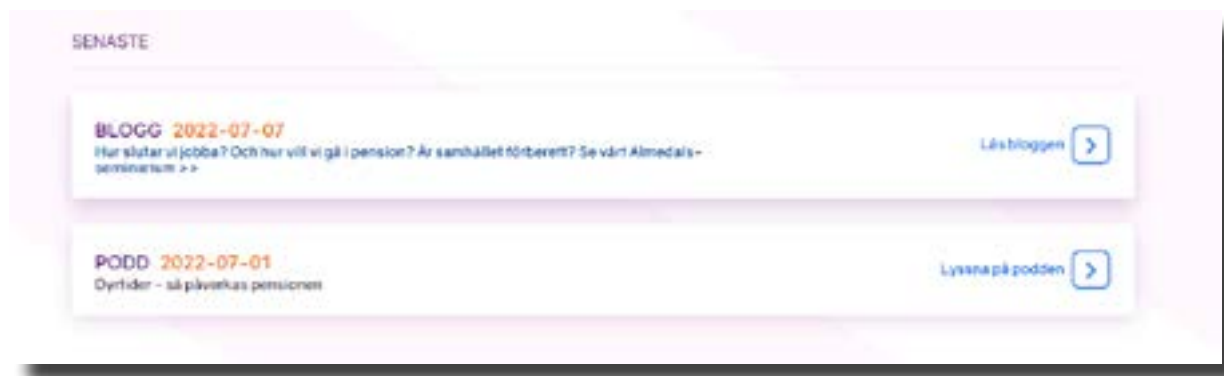 SENASTE
BLOGG 2022-07-07
Hur slutar vi jobba? Och hur vill vi gå i pension? Är samhället förberett? Se vårt Almedals-
seminarium >>
Läs bloggen
PODD 2022-07-01
Dyrtider - så påverkas pensionen
Lyssna på podden